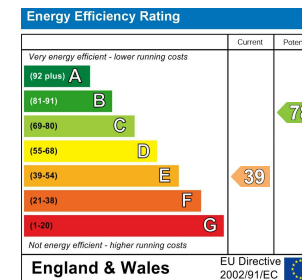 Energy Efficiency Rating
Current
Very energy efficient - lower running costs
(92 plus) A
(81-91) B
(69-80) C
(55-68) D
(39-54) E
39
(21-38) F
(1-20) G
Not energy efficient - higher running costs
England & Wales
EU Directive
2002/91/EC